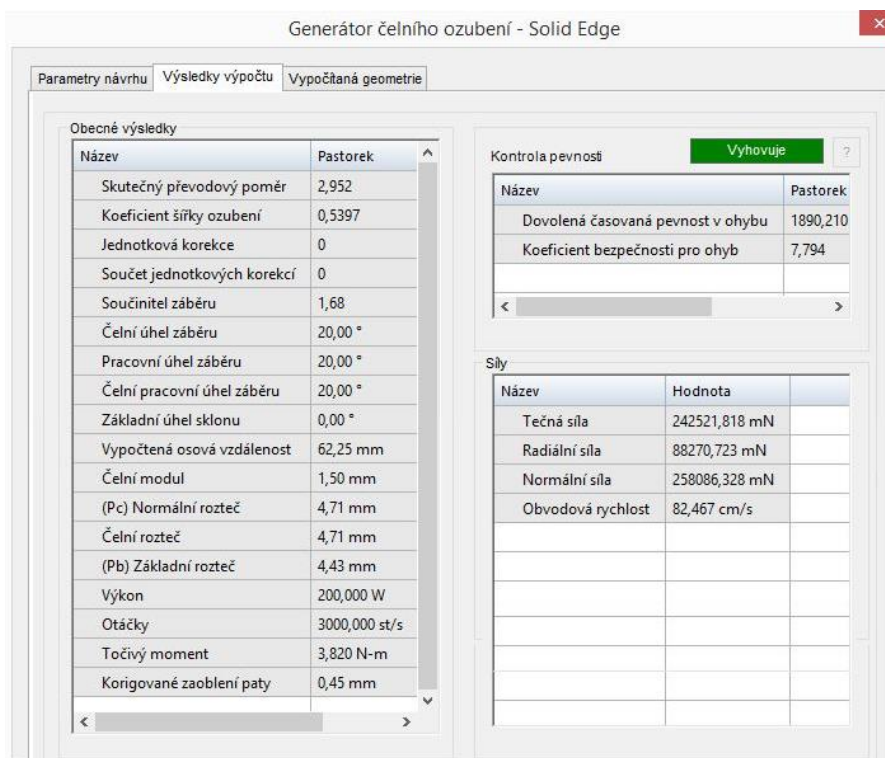 Generátor čelního ozubení - Solid Edge
Parametry návrhu Výsledky výpočtu Vypočítaná geometrie
Obecné výsledky
Název Pastorek
Skutečný převodový poměr 2,952
Koeficient šířky ozubení 0,5397
Jednotková korekce 0
Součet jednotkových korekcí 0
Součinitel záběru 1,68
Čelní úhel záběru 20,00 °
Pracovní úhel záběru 20,00 °
Čelní pracovní úhel záběru 20,00 °
Základní úhel sklonu 0,00 °
Vypočtená osová vzdálenost 62,25 mm
Čelní modul 1,50 mm
(Pc) Normální rozteč 4,71 mm
Čelní rozteč 4,71 mm
(Pb) Základní rozteč 4,43 mm
Výkon 200,000 W
Otáčky 3000,000 st/s
Točivý moment 3,820 N-m
Korigované zaoblení paty 0,45 mm
Kontrola pevnosti Vyhovuje ?
Název Pastorek
Dovolená časovaná pevnost v ohybu 1890,210
Koeficient bezpečnosti pro ohyb 7,794
Síly
Název Hodnota
Tečná síla 242521,818 mN
Radiální síla 88270,723 mN
Normální síla 258086,328 mN
Obvodová rychlost 82,467 cm/s